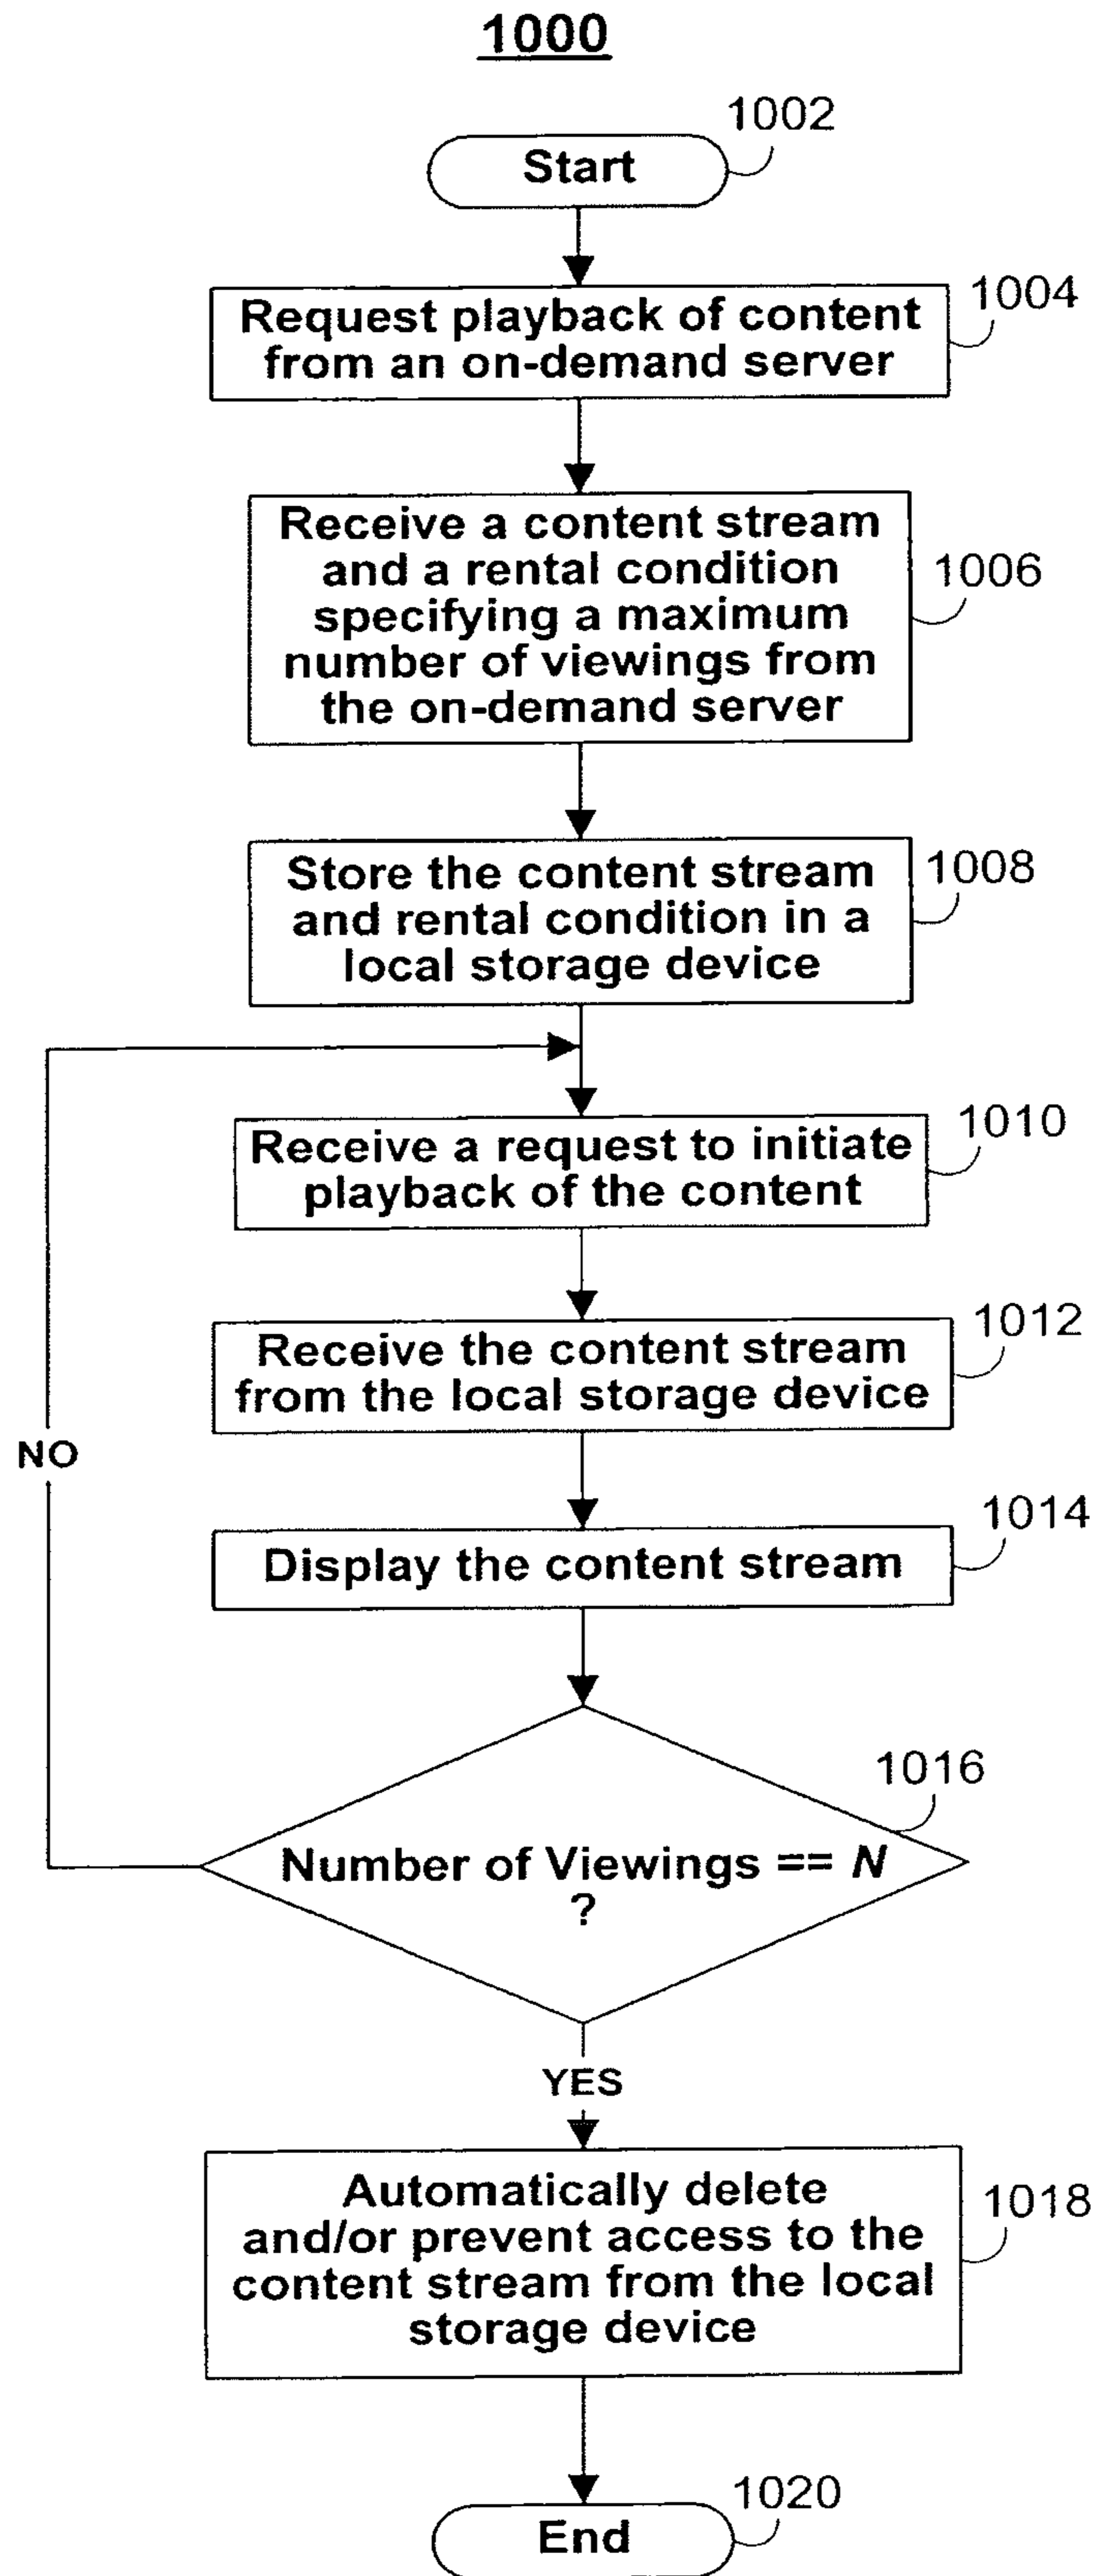 1000
1002
Start
1004
Request playback of content
from an on-demand server
Receive a content stream
and a rental condition
specifying a maximum
number of viewings from
the on-demand server
1006
Store the content stream
and rental condition in a
local storage device
1008
Receive a request to initiate
playback of the content
1010
Receive the content stream
from the local storage device
1012
NO
Display the content stream
1014
1016
Number of Viewings == N
?
YES
Automatically delete
and/or prevent access to the
content stream from the local
storage device
1018
1020
End